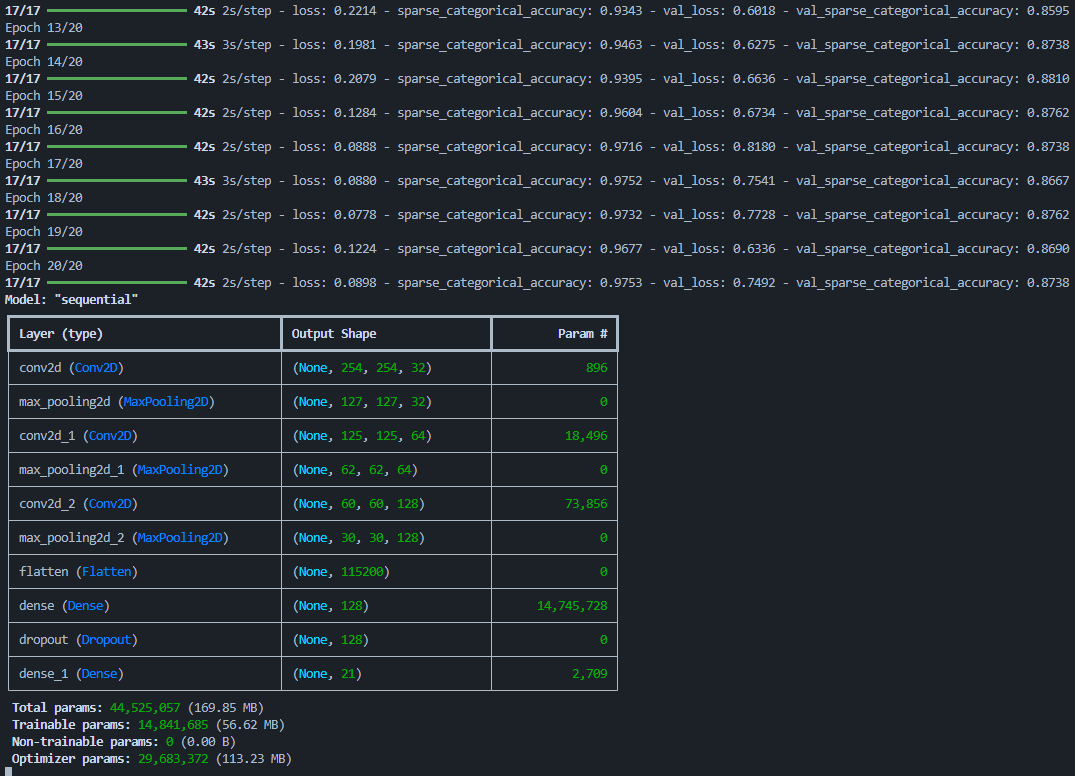 17/17 42s 2s/step - loss: 0.2214 - sparse_categorical_accuracy: 0.9343 - val_loss: 0.6018 - val_sparse_categorical_accuracy: 0.8595
Epoch 13/20
17/17 43s 3s/step - loss: 0.1981 - sparse_categorical_accuracy: 0.9463 - val_loss: 0.6275 - val_sparse_categorical_accuracy: 0.8738
Epoch 14/20
17/17 42s 2s/step - loss: 0.2079 - sparse_categorical_accuracy: 0.9395 - val_loss: 0.6636 - val_sparse_categorical_accuracy: 0.8810
Epoch 15/20
17/17 42s 2s/step - loss: 0.1284 - sparse_categorical_accuracy: 0.9604 - val_loss: 0.6734 - val_sparse_categorical_accuracy: 0.8762
Epoch 16/20
17/17 42s 2s/step - loss: 0.0888 - sparse_categorical_accuracy: 0.9716 - val_loss: 0.8180 - val_sparse_categorical_accuracy: 0.8738
Epoch 17/20
17/17 43s 3s/step - loss: 0.0880 - sparse_categorical_accuracy: 0.9752 - val_loss: 0.7541 - val_sparse_categorical_accuracy: 0.8667
Epoch 18/20
17/17 42s 2s/step - loss: 0.0778 - sparse_categorical_accuracy: 0.9732 - val_loss: 0.7728 - val_sparse_categorical_accuracy: 0.8762
Epoch 19/20
17/17 42s 2s/step - loss: 0.1224 - sparse_categorical_accuracy: 0.9677 - val_loss: 0.6336 - val_sparse_categorical_accuracy: 0.8690
Epoch 20/20
17/17 42s 2s/step - loss: 0.0898 - sparse_categorical_accuracy: 0.9753 - val_loss: 0.7492 - val_sparse_categorical_accuracy: 0.8738
Model: "sequential"
Layer (type) Output Shape Param #
conv2d (Conv2D) (None, 254, 254, 32) 896
max_pooling2d (MaxPooling2D) (None, 127, 127, 32) 0
conv2d_1 (Conv2D) (None, 125, 125, 64) 18,496
max_pooling2d_1 (MaxPooling2D) (None, 62, 62, 64) 0
conv2d_2 (Conv2D) (None, 60, 60, 128) 73,856
max_pooling2d_2 (MaxPooling2D) (None, 30, 30, 128) 0
flatten (Flatten) (None, 115200) 0
dense (Dense) (None, 128) 14,745,728
dropout (Dropout) (None, 128) 0
dense_1 (Dense) (None, 21) 2,709
Total params: 44,525,057 (169.85 MB)
Trainable params: 14,841,685 (56.62 MB)
Non-trainable params: 0 (0.00 B)
Optimizer params: 29,683,372 (113.23 MB)